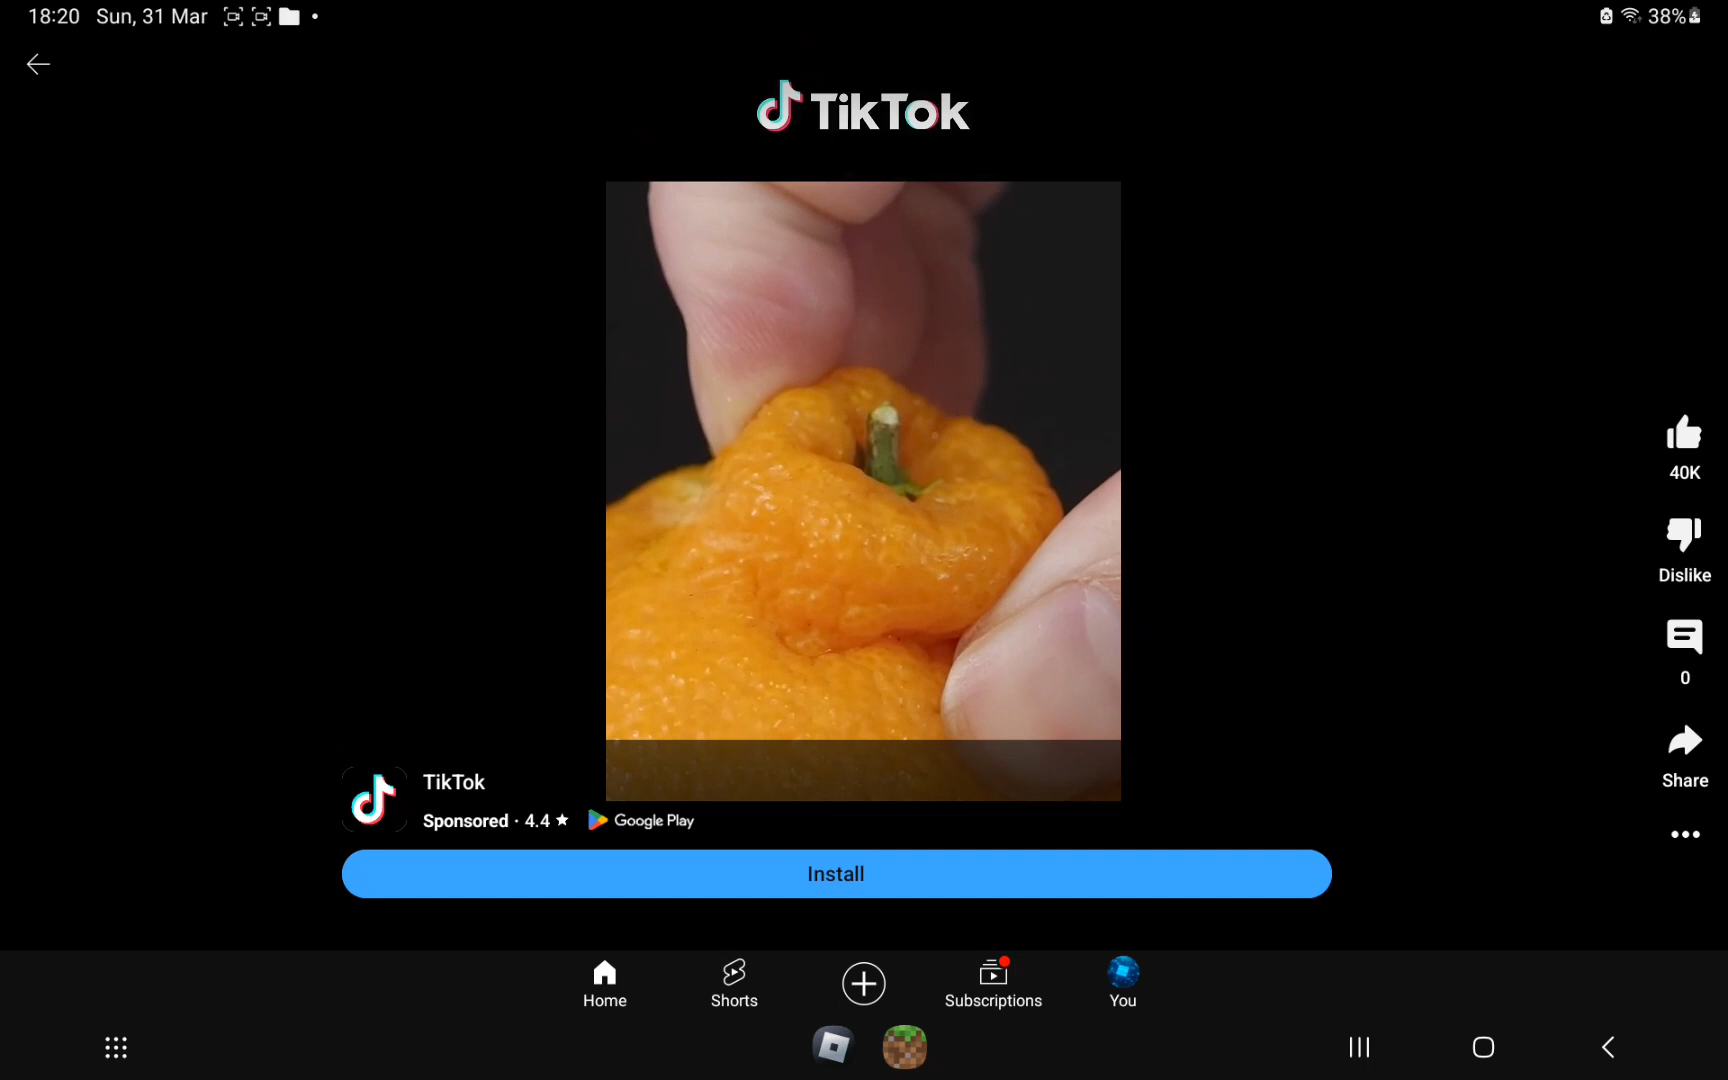 18:20 Sun, 31 Mar
38%
TikTok
40K
Dislike
0
Share
TikTok
Sponsored · 4.4 ★ Google Play
Install
Home
Shorts
Subscriptions
You